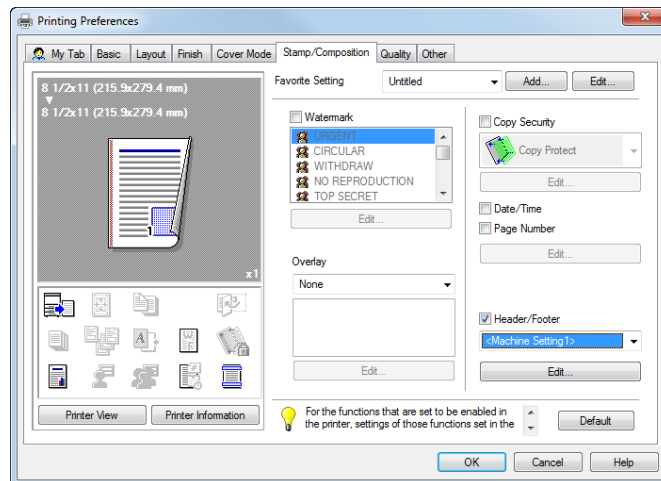 Printing Preferences
My Tab Basic Layout Finish Cover Mode Stamp/Composition Quality Other
8 1/2x11 (215.9x279.4 mm)
8 1/2x11 (215.9x279.4 mm)
1
x1
Printer View Printer Information
Favorite Setting Untitled Add... Edit...
Watermark
URGENT
CIRCULAR
WITHDRAW
NO REPRODUCTION
TOP SECRET
Edit...
Overlay
None
Edit...
Copy Security
Copy Protect
Edit...
Date/Time
Page Number
Edit...
Header/Footer
<Machine Setting1>
Edit...
For the functions that are set to be enabled in
the printer, settings of those functions set in the
Default
OK Cancel Help